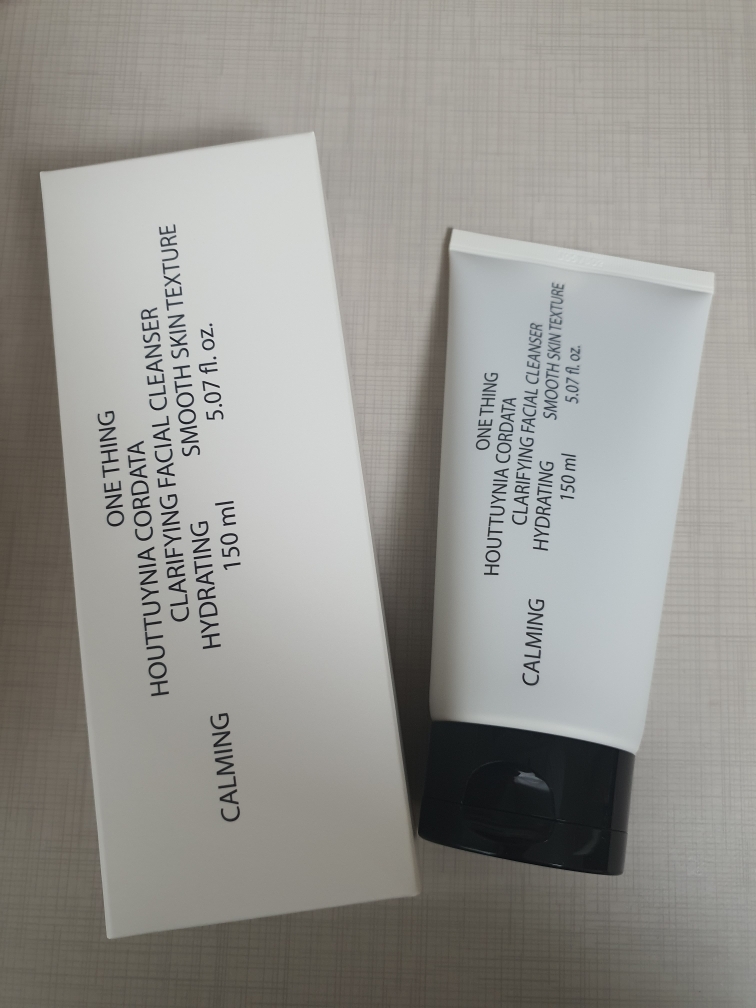 ONE THING
HOUTTUYNIA CORDATA
CLARIFYING FACIAL CLEANSER
CALMING HYDRATING SMOOTH SKIN TEXTURE
150 ml 5.07 fl. oz.
ONE THING
HOUTTUYNIA CORDATA
CLARIFYING FACIAL CLEANSER
CALMING HYDRATING SMOOTH SKIN TEXTURE
150 ml 5.07 fl. oz.